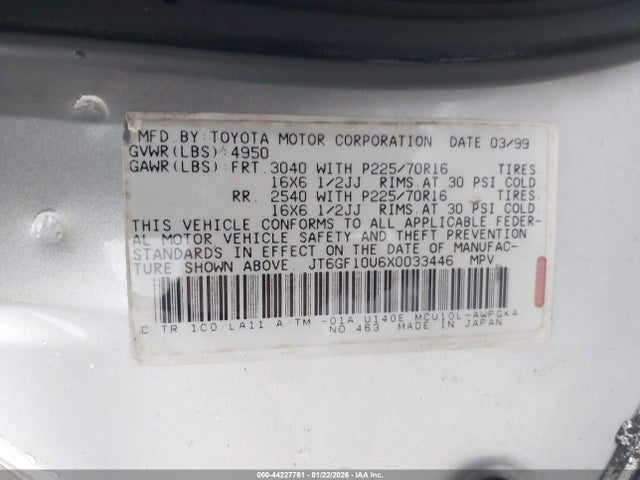 MFD.BY:TOYOTA MOTOR CORPORATION DATE 03/99
GVWR(LBS):4950
GAWR(LBS):FRT 3040 WITH P225/70R16 TIRES.
16X6 1/2JJ RIMS.AT 30 PSI COLD.
RR. 2540 WITH P225/70R16 TIRES.
16X6 1/2JJ RIMS.AT 30 PSI COLD.
THIS VEHICLE CONFORMS TO ALL APPLICABLE FEDER-
AL MOTOR VEHICLE SAFETY AND THEFT PREVENTION
STANDARDS IN EFFECT ON THE DATE OF MANUFAC-
TURE SHOWN ABOVE. JT6GF10U6X0033446 MPV
C TR 1C0/LA11 A/TM -01A/U140E MCU10L-AWPGKA
NO 463 MADE IN JAPAN
000-44227761 - 01/22/2026 - IAA Inc.